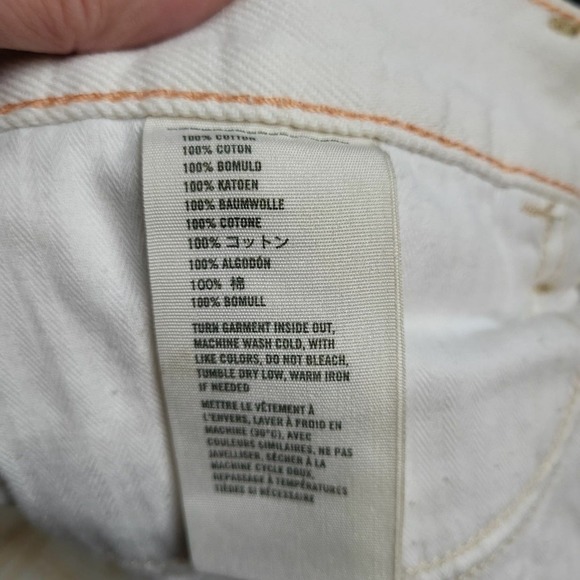 100% COTTON
100% COTON
100% BOMULD
100% KATOEN
100% BAUMWOLLE
100% COTONE
100% コットン
100% ALGODÓN
100% 棉
100% BOMULL
TURN GARMENT INSIDE OUT,
MACHINE WASH COLD, WITH
LIKE COLORS, DO NOT BLEACH,
TUMBLE DRY LOW, WARM IRON
IF NEEDED
METTRE LE VÊTEMENT À
L'ENVERS, LAVER À FROID EN
MACHINE (30°C), AVEC
COULEURS SIMILAIRES, NE PAS
JAVELLISER, SÉCHER À LA
MACHINE CYCLE DOUX,
REPASSAGE À TEMPÉRATURES
TIÈDES SI NÉCESSAIRE